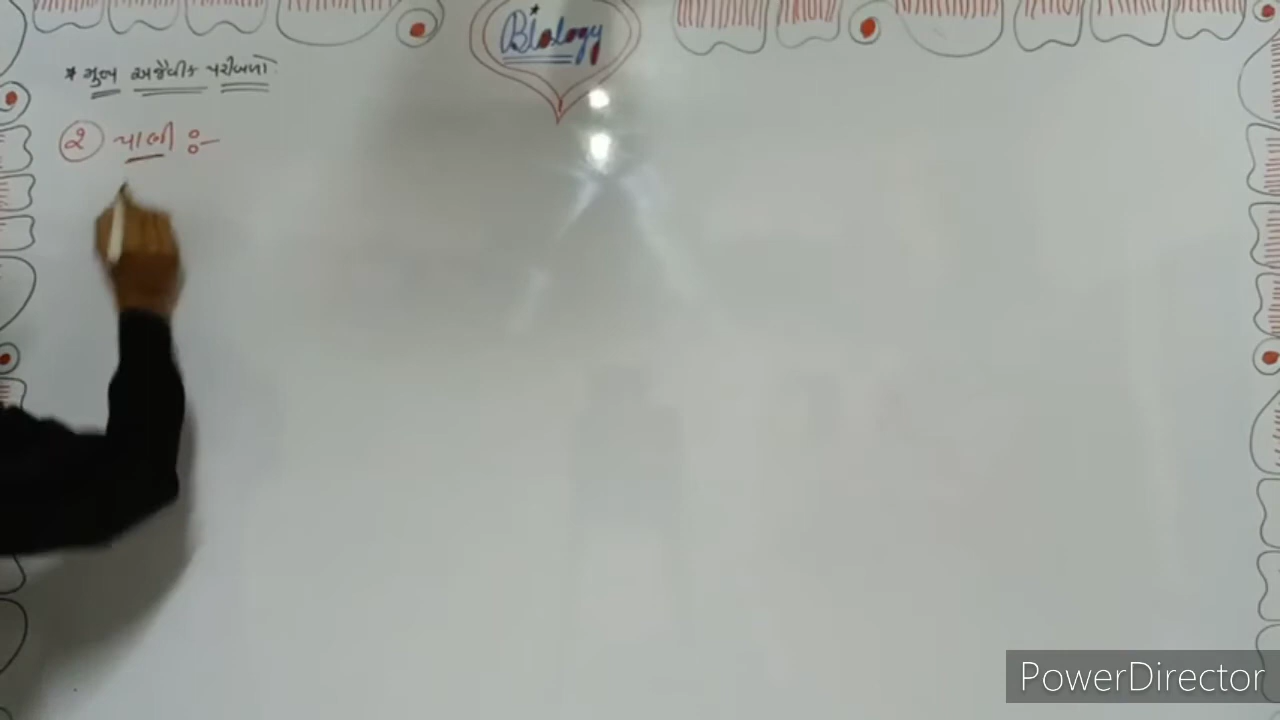 Biology
* મુખ્ય અજૈવીક પરીબળો
૨ પાણી :-
PowerDirector